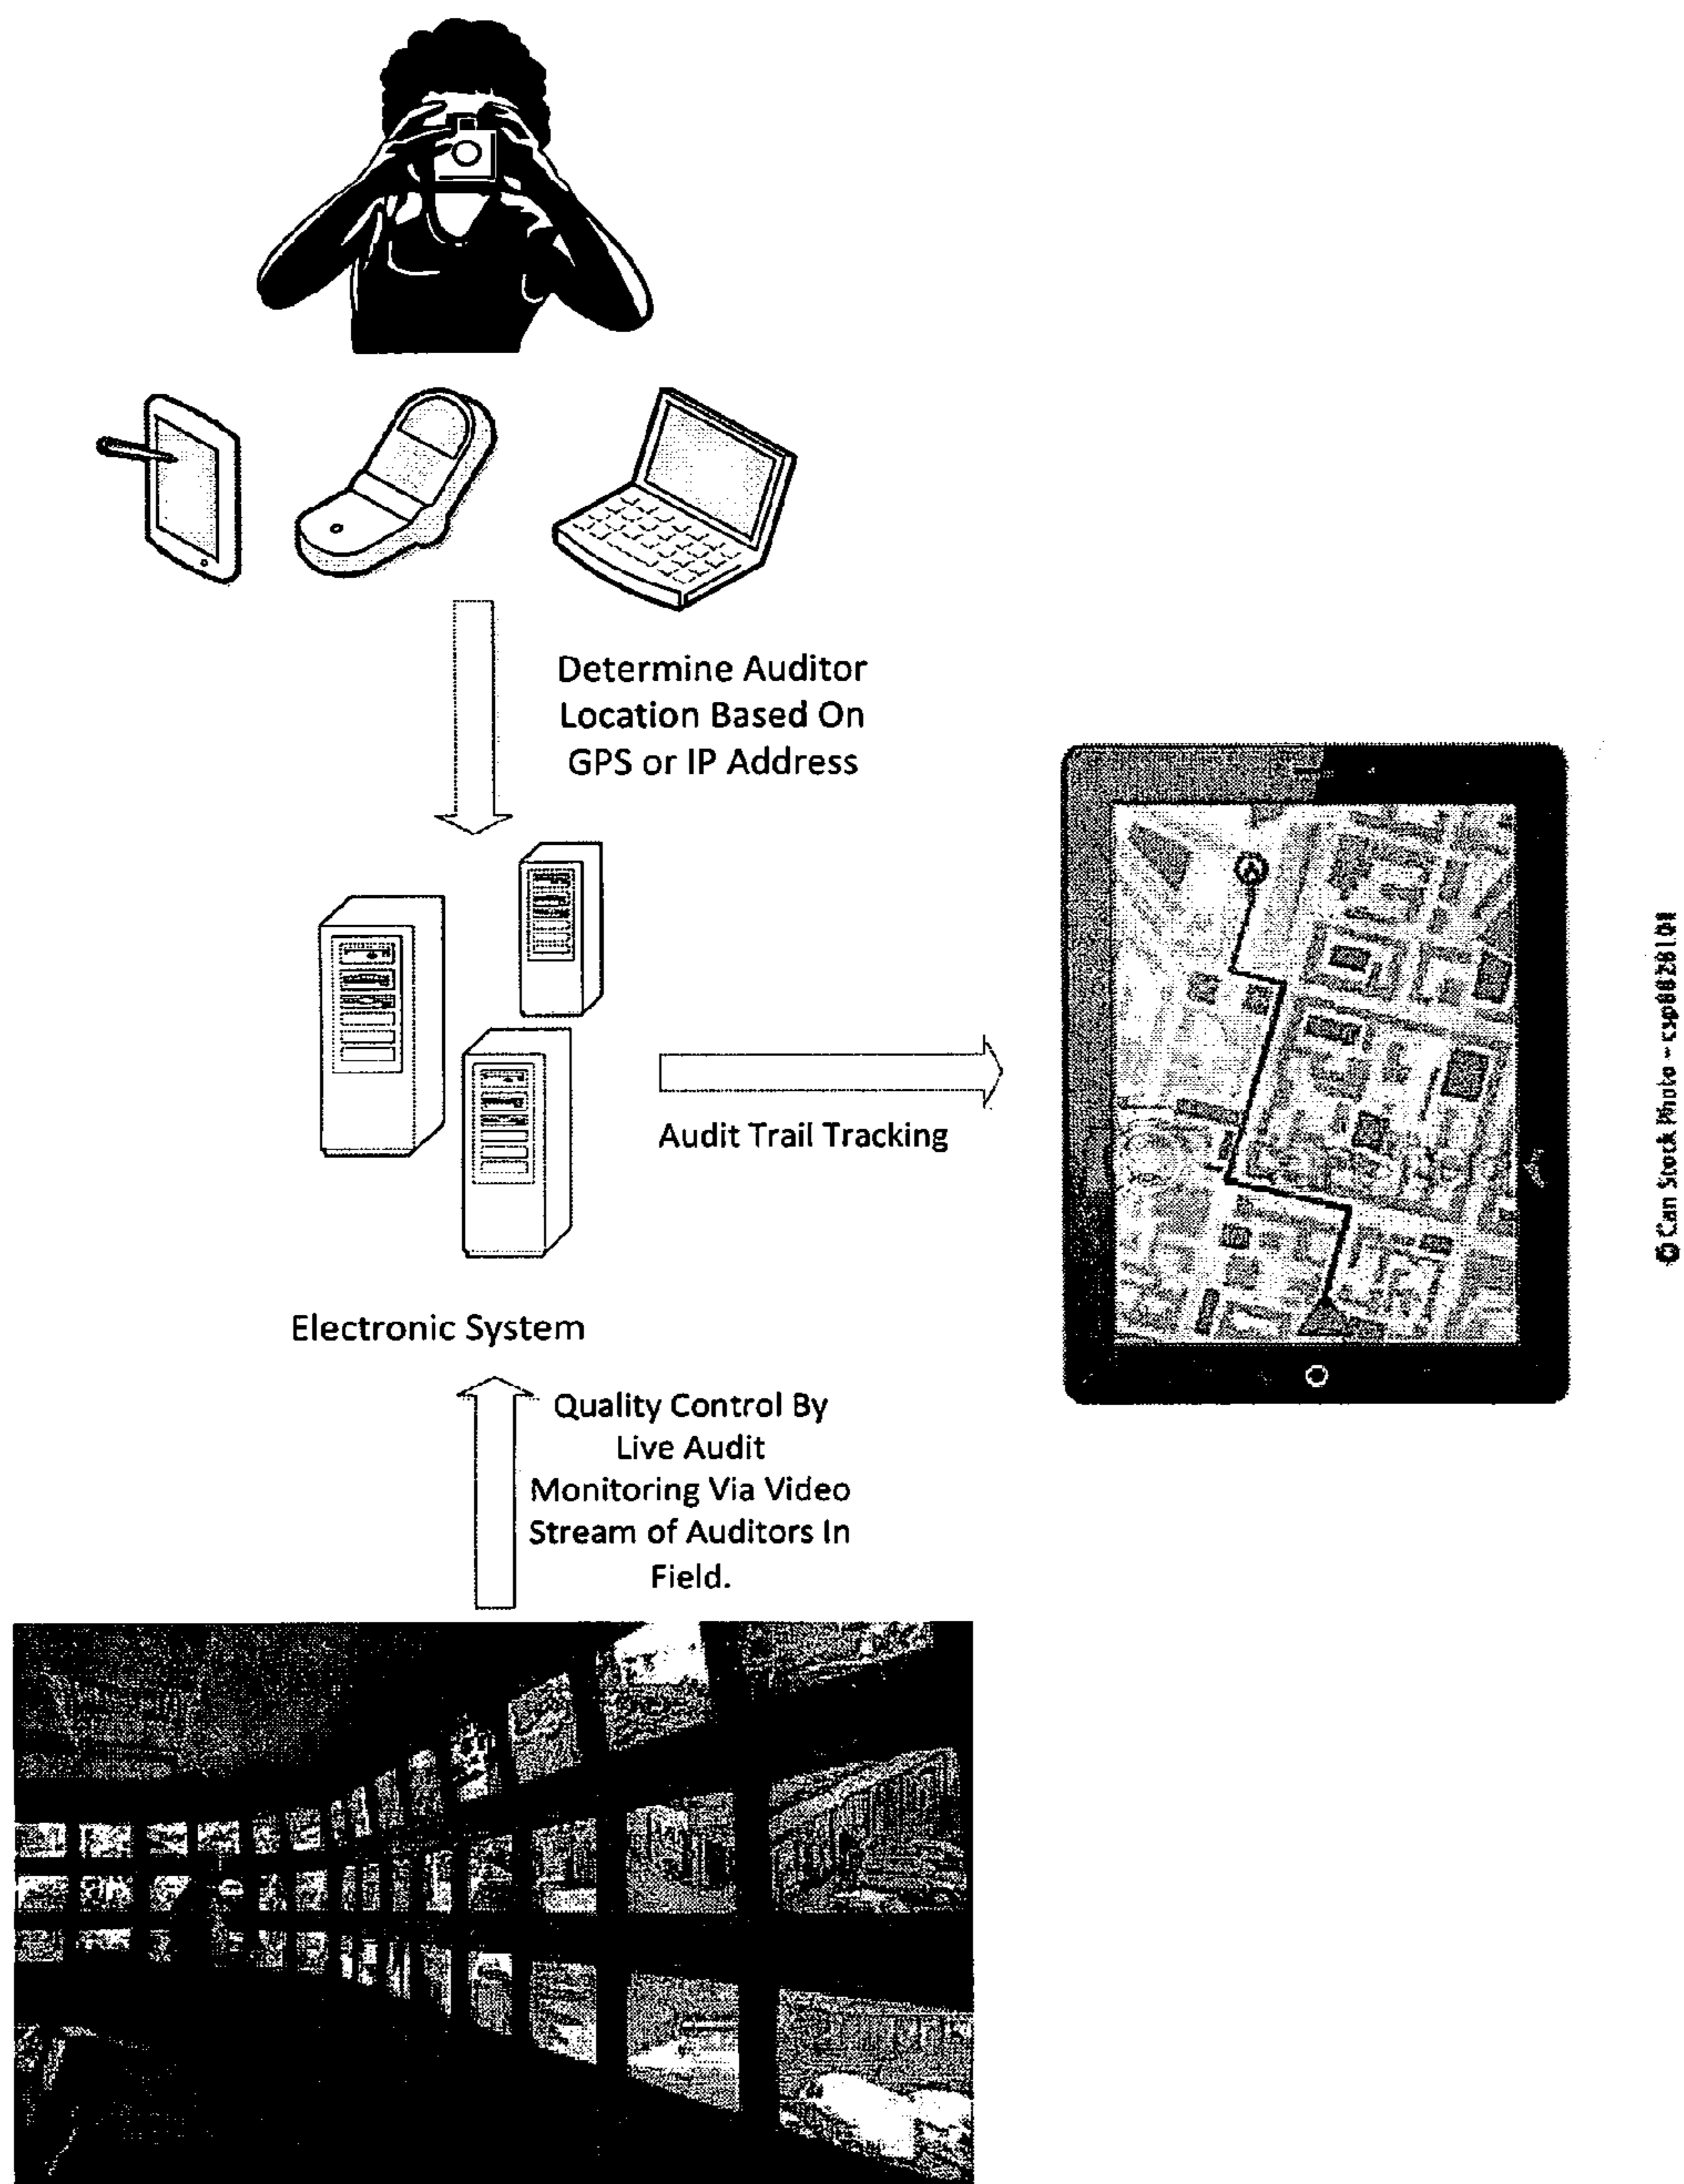 Determine Auditor
Location Based On
GPS or IP Address
Audit Trail Tracking
Electronic System
Quality Control By
Live Audit
Monitoring Via Video
Stream of Auditors In
Field.
© Can Stock Photo - csp8828101